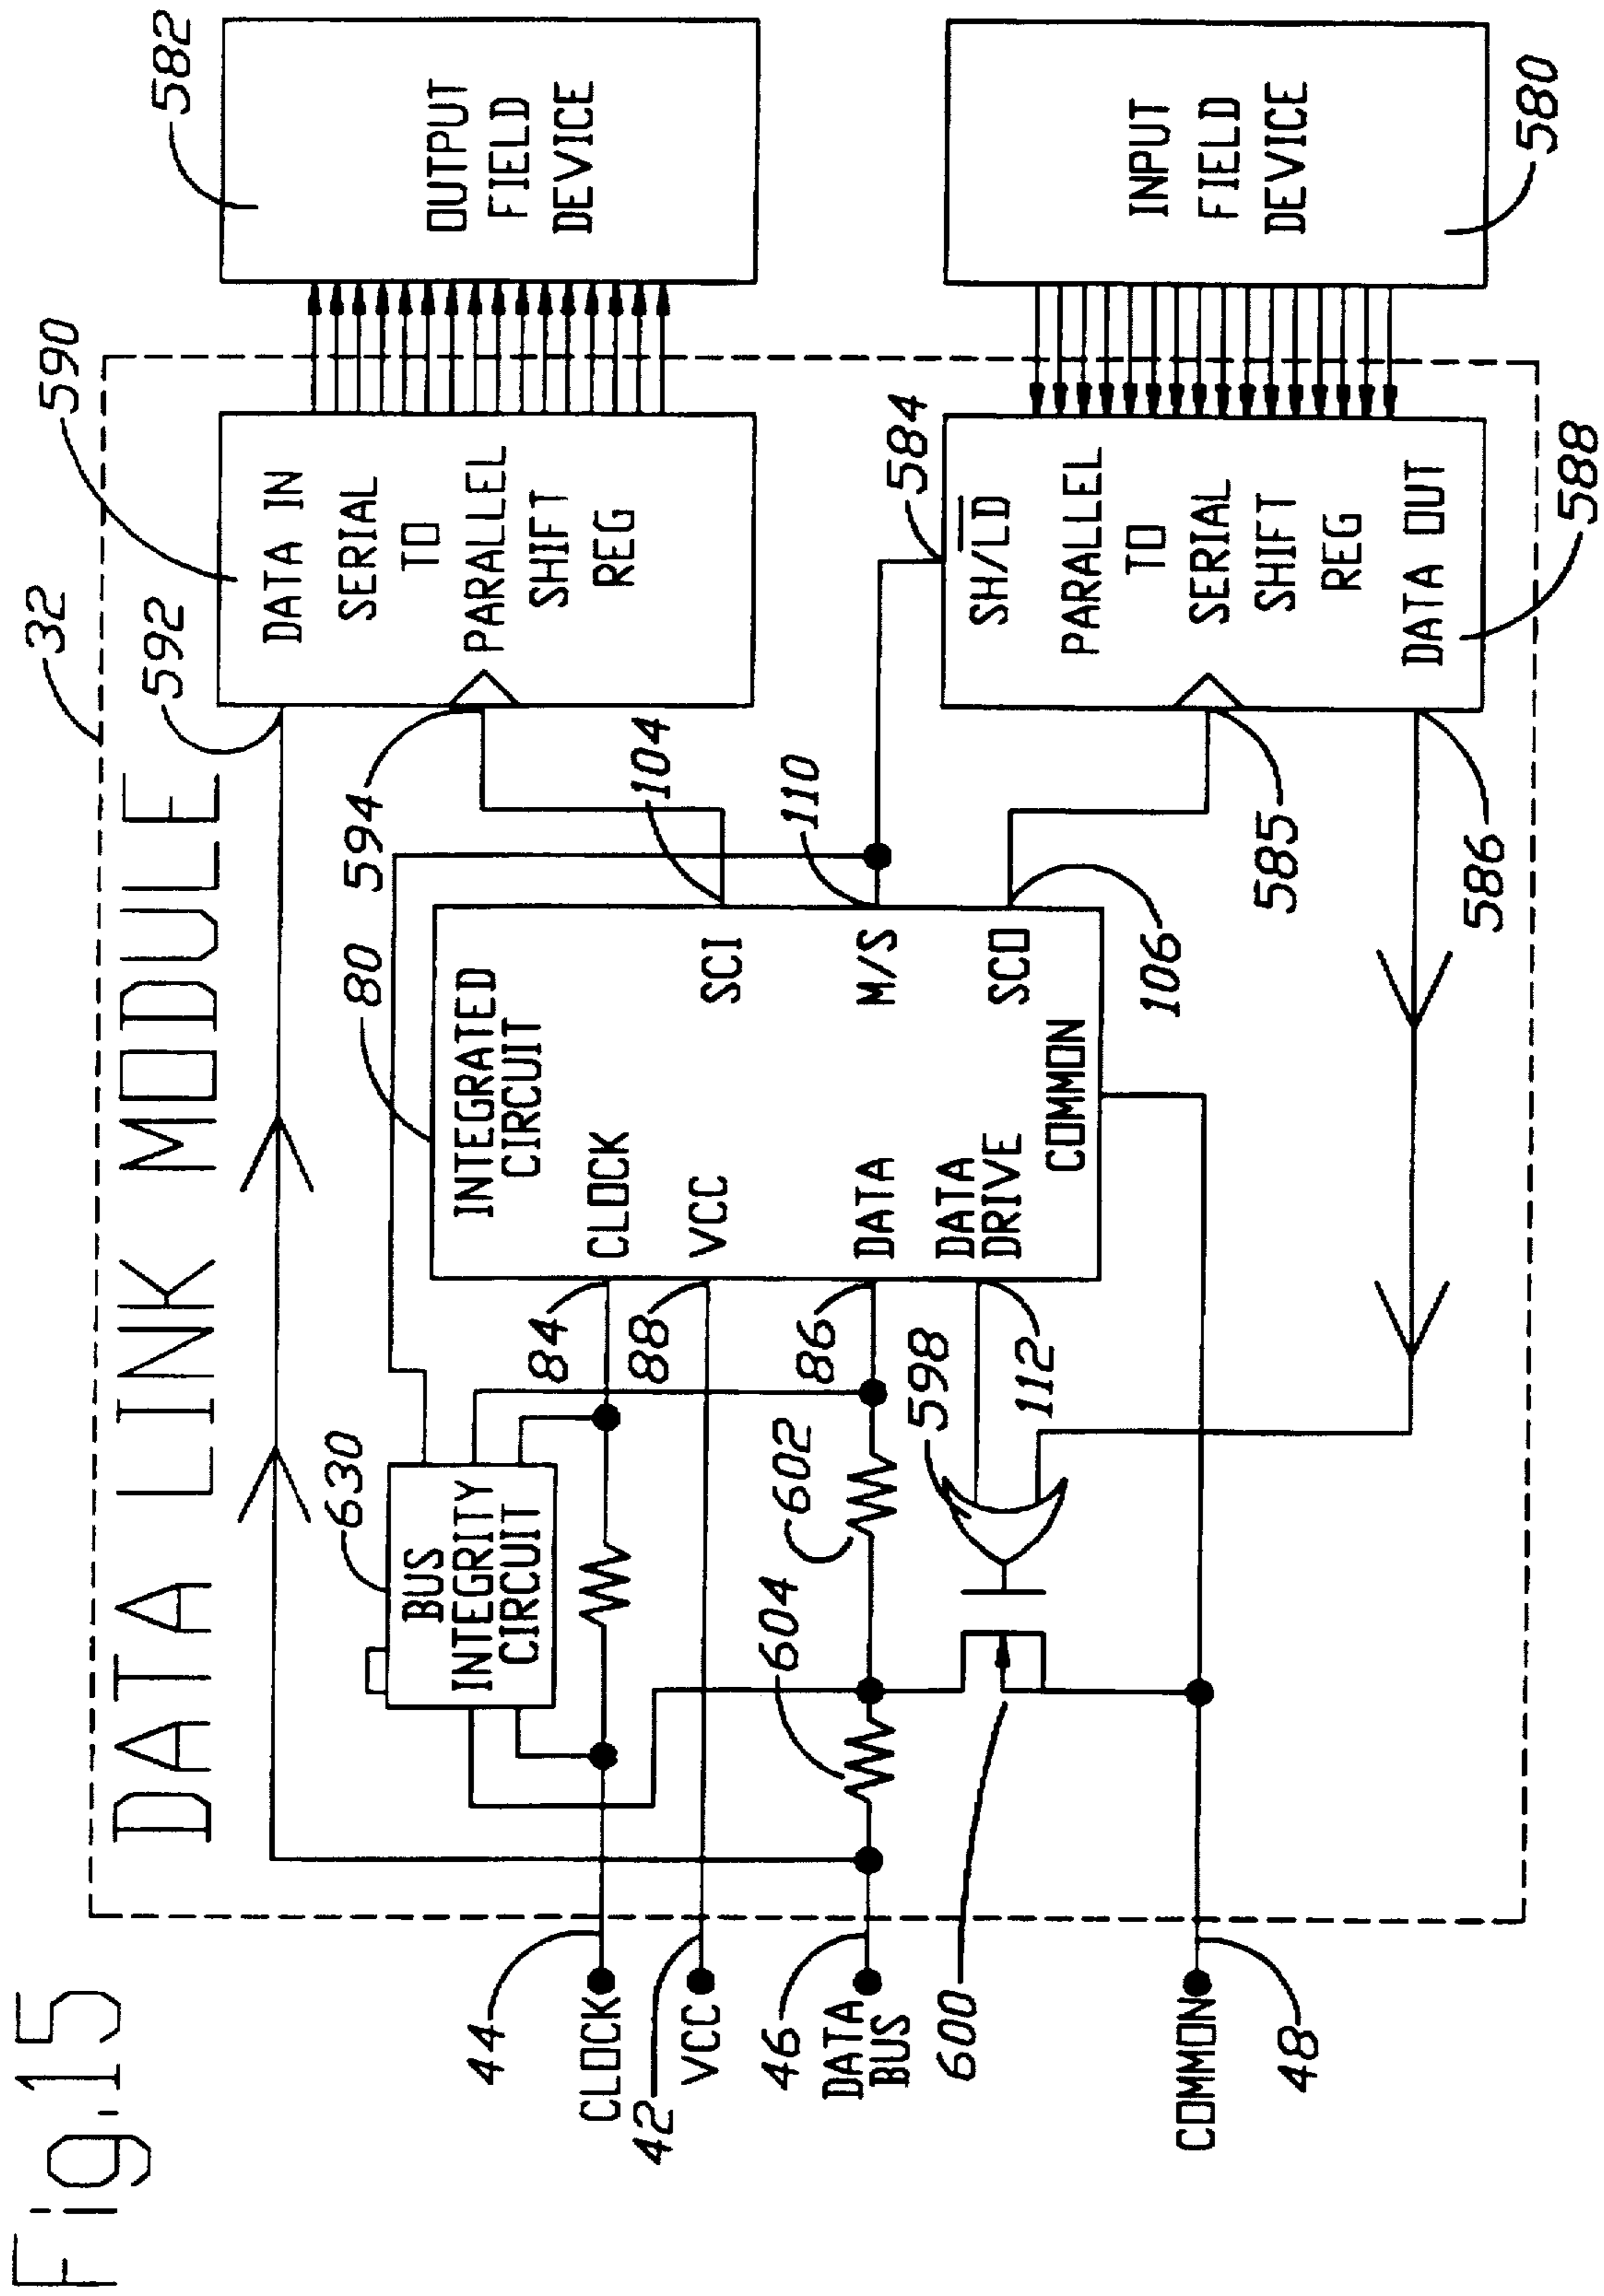 Fig.15
DATA LINK MODULE
32
582
OUTPUT
FIELD
DEVICE
590
592
DATA IN
SERIAL
TO
PARALLEL
SHIFT
REG
594
104
110
584
SH/LD
PARALLEL
TO
SERIAL
SHIFT
REG
DATA OUT
588
INPUT
FIELD
DEVICE
580
585
586
106
80
INTEGRATED
CIRCUIT
CLOCK
VCC
DATA
DATA
DRIVE
COMMON
SCI
M/S
SCO
84
88
86
112
598
630
BUS
INTEGRITY
CIRCUIT
602
604
600
44
CLOCK
42
VCC
46
DATA
BUS
COMMON
48